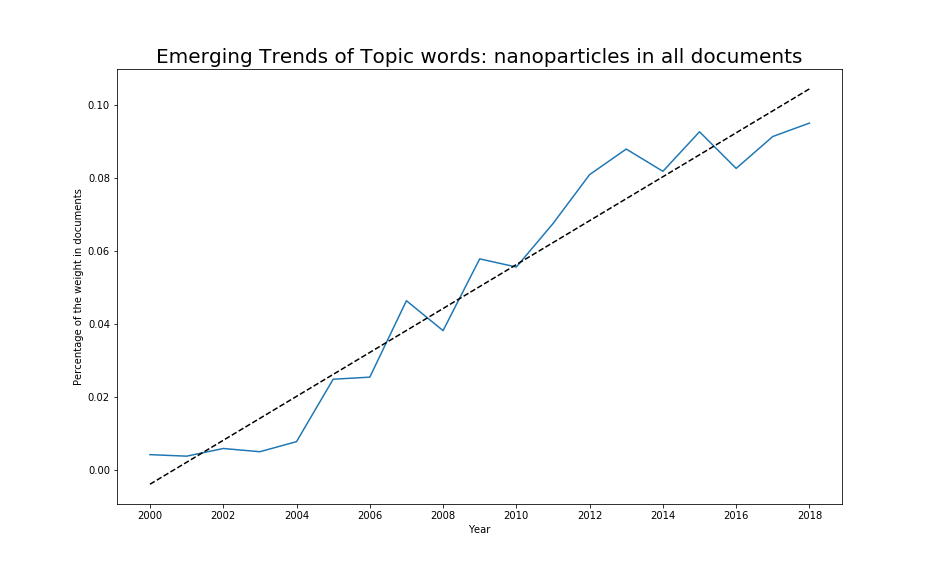 Emerging Trends of Topic words: nanoparticles in all documents
Percentage of the weight in documents
0.10
0.08
0.06
0.04
0.02
0.00
2000 2002 2004 2006 2008 2010 2012 2014 2016 2018
Year